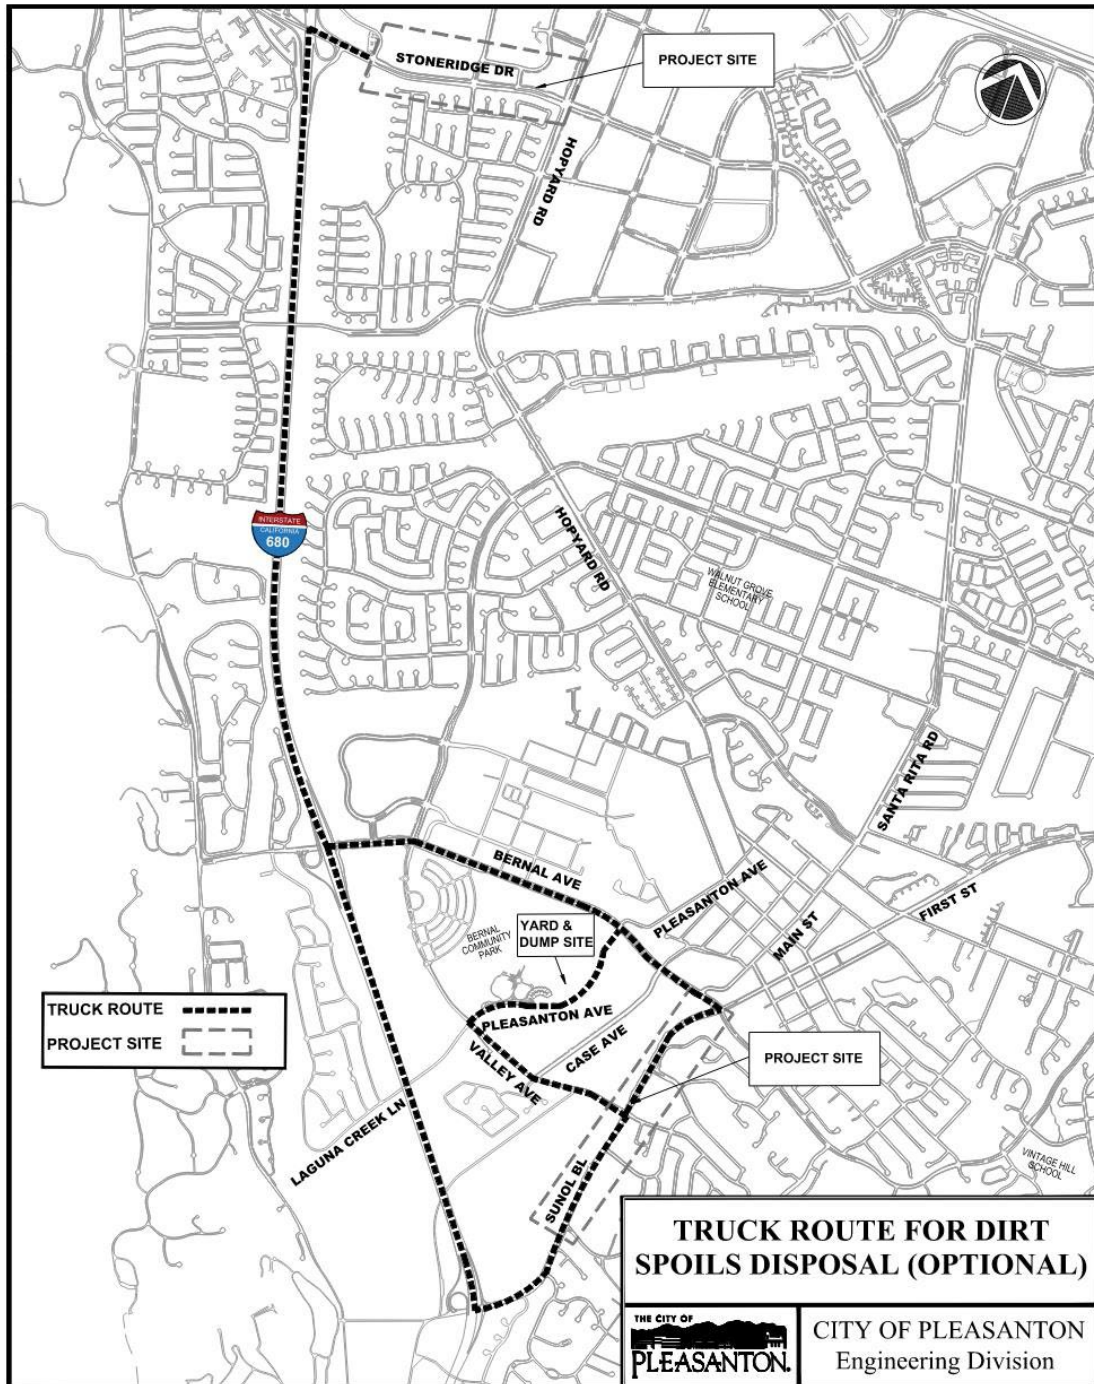 STONERIDGE DR
PROJECT SITE
HOPYARD RD
INTERSTATE
CALIFORNIA
680
HOPYARD RD
WALNUT GROVE
ELEMENTARY
SCHOOL
SANTA RITA RD
BERNAL AVE
PLEASANTON AVE
FIRST ST
MAIN ST
YARD &
DUMP SITE
BERNAL
COMMUNITY
PARK
TRUCK ROUTE
PROJECT SITE
PLEASANTON AVE
CASE AVE
VALLEY AVE
PROJECT SITE
LAGUNA CREEK LN
SUNOL BL
VINTAGE HILL
SCHOOL
TRUCK ROUTE FOR DIRT
SPOILS DISPOSAL (OPTIONAL)
THE CITY OF
PLEASANTON.
CITY OF PLEASANTON
Engineering Division